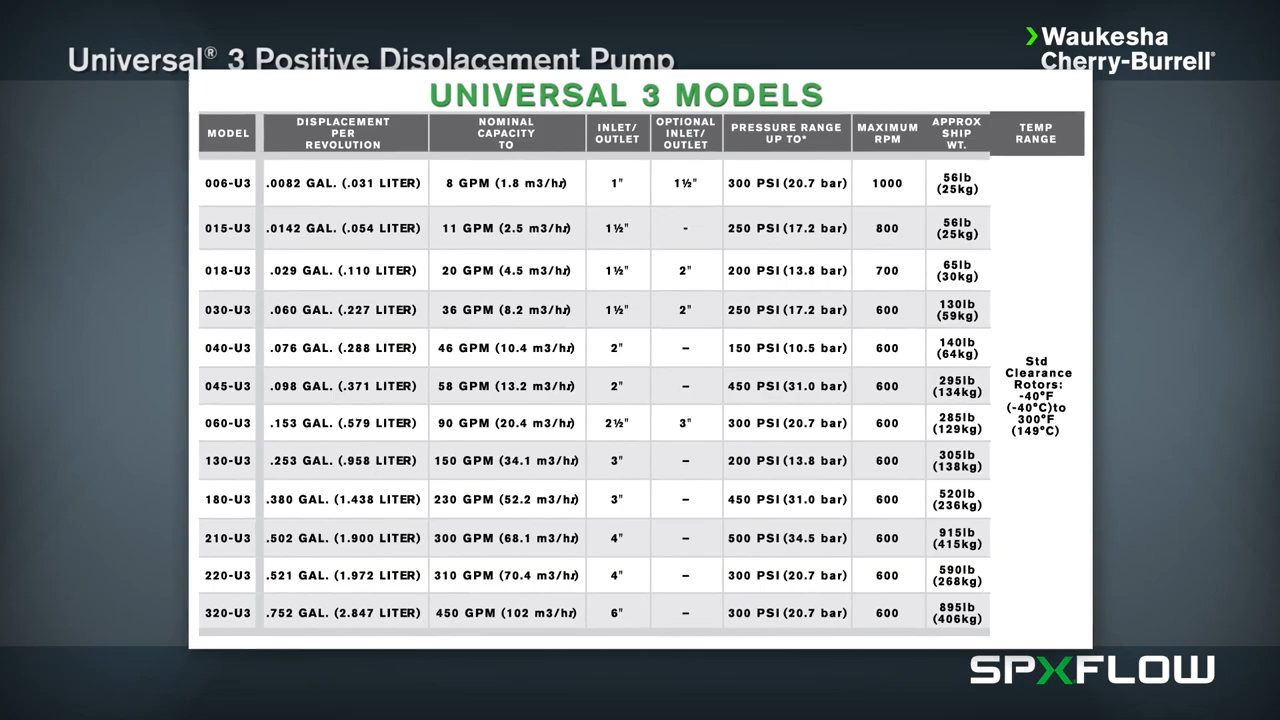 Universal® 3 Positive Displacement Pump
Waukesha
Cherry-Burrell®
UNIVERSAL 3 MODELS
MODEL DISPLACEMENT PER REVOLUTION NOMINAL CAPACITY TO INLET/ OUTLET OPTIONAL INLET/ OUTLET PRESSURE RANGE UP TO* MAXIMUM RPM APPROX SHIP WT. TEMP RANGE
006-U3 .0082 GAL. (.031 LITER) 8 GPM (1.8 m3/hr) 1" 1½" 300 PSI (20.7 bar) 1000 56lb (25kg)
015-U3 .0142 GAL. (.054 LITER) 11 GPM (2.5 m3/hr) 1½" - 250 PSI (17.2 bar) 800 56lb (25kg)
018-U3 .029 GAL. (.110 LITER) 20 GPM (4.5 m3/hr) 1½" 2" 200 PSI (13.8 bar) 700 65lb (30kg)
030-U3 .060 GAL. (.227 LITER) 36 GPM (8.2 m3/hr) 1½" 2" 250 PSI (17.2 bar) 600 130lb (59kg)
040-U3 .076 GAL. (.288 LITER) 46 GPM (10.4 m3/hr) 2" – 150 PSI (10.5 bar) 600 140lb (64kg)
045-U3 .098 GAL. (.371 LITER) 58 GPM (13.2 m3/hr) 2" – 450 PSI (31.0 bar) 600 295lb (134kg)
060-U3 .153 GAL. (.579 LITER) 90 GPM (20.4 m3/hr) 2½" 3" 300 PSI (20.7 bar) 600 285lb (129kg)
130-U3 .253 GAL. (.958 LITER) 150 GPM (34.1 m3/hr) 3" – 200 PSI (13.8 bar) 600 305lb (138kg)
180-U3 .380 GAL. (1.438 LITER) 230 GPM (52.2 m3/hr) 3" – 450 PSI (31.0 bar) 600 520lb (236kg)
210-U3 .502 GAL. (1.900 LITER) 300 GPM (68.1 m3/hr) 4" – 500 PSI (34.5 bar) 600 915lb (415kg)
220-U3 .521 GAL. (1.972 LITER) 310 GPM (70.4 m3/hr) 4" – 300 PSI (20.7 bar) 600 590lb (268kg)
320-U3 .752 GAL. (2.847 LITER) 450 GPM (102 m3/hr) 6" – 300 PSI (20.7 bar) 600 895lb (406kg)
Std
Clearance
Rotors:
-40°F
(-40°C)to
300°F
(149°C)
SPXFLOW